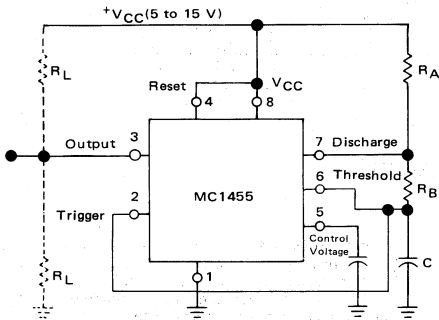 +VCC (5 to 15 V)
RL
RA
Reset
VCC
4
8
Output
3
7
Discharge
6
Threshold
RB
2
MC1455
Trigger
5
Control
Voltage
C
RL
1